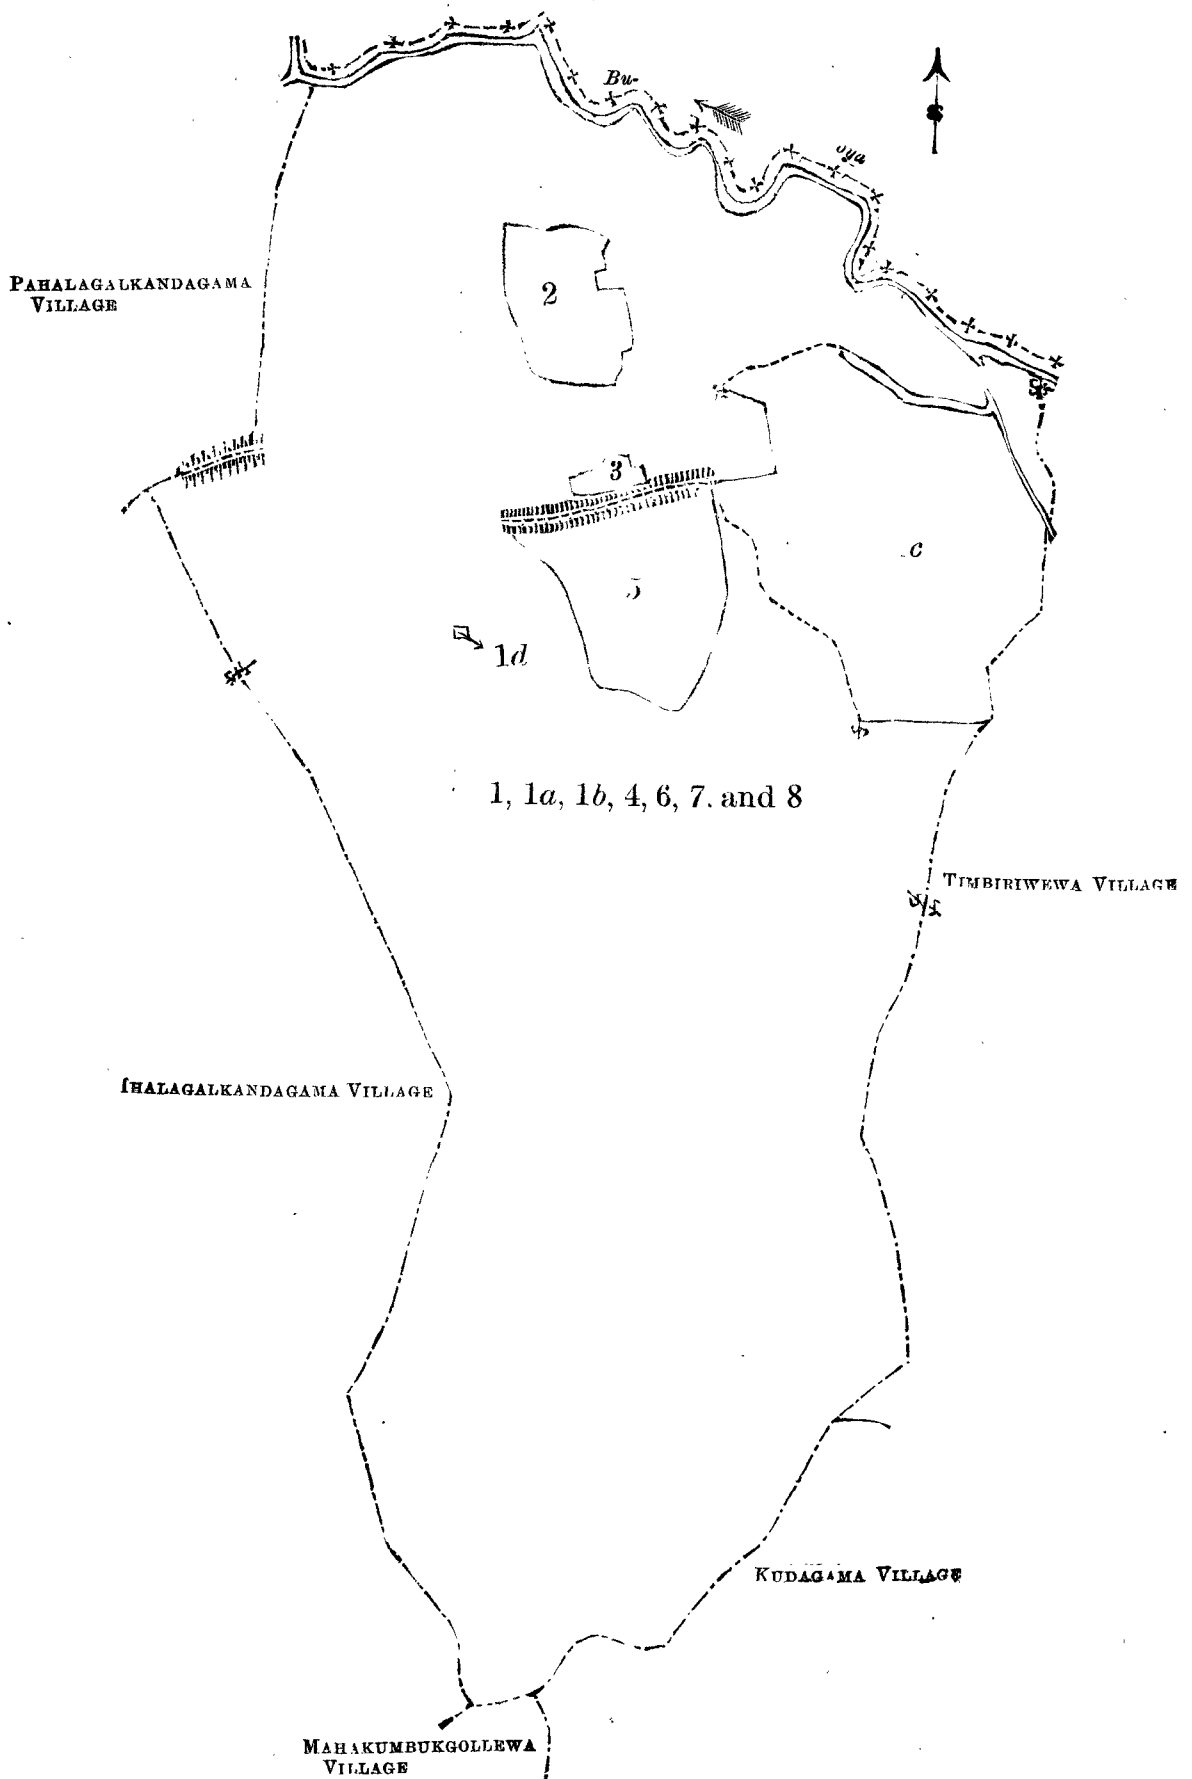 Bu-
oya
PAHALAGALKANDAGAMA
VILLAGE
2
3
c
5
1d
1, 1a, 1b, 4, 6, 7. and 8
TIMBIRIWEWA VILLAGE
IHALAGALKANDAGAMA VILLAGE
KUDAGAMA VILLAGE
MAHAKUMBUKGOLLEWA
VILLAGE